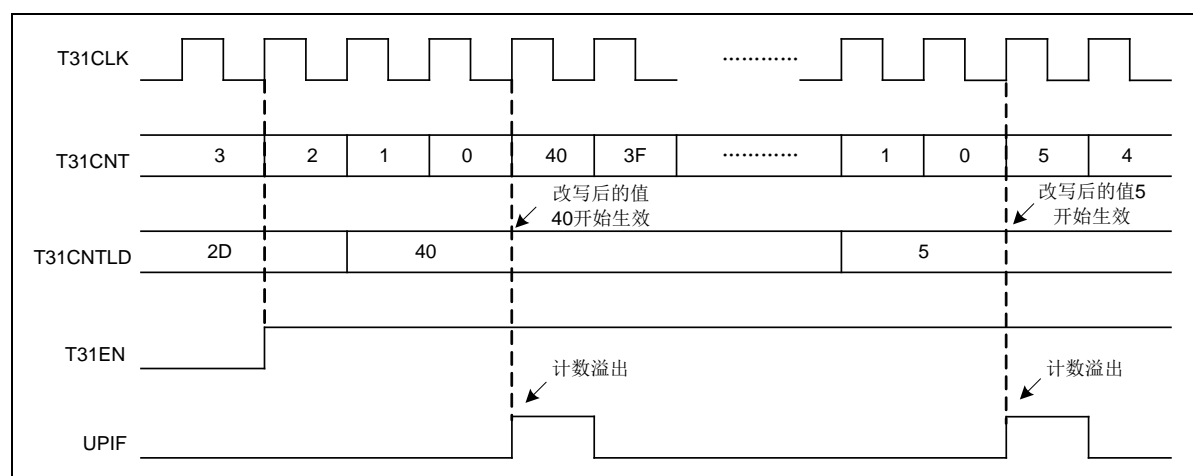 T31CLK
…………
T31CNT
3 2 1 0 40 3F ………… 1 0 5 4
改写后的值
40开始生效
改写后的值5
开始生效
T31CNTLD
2D 40 5
T31EN
计数溢出
计数溢出
UPIF